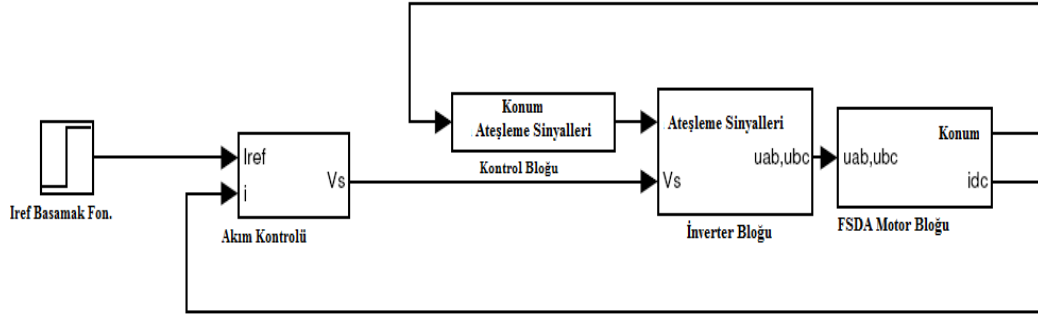 Iref Basamak Fon.
Iref
i
Vs
Akım Kontrolü
Konum
Ateşleme Sinyalleri
Kontrol Bloğu
Ateşleme Sinyalleri
uab,ubc
Vs
İnverter Bloğu
Konum
uab,ubc
idc
FSDA Motor Bloğu